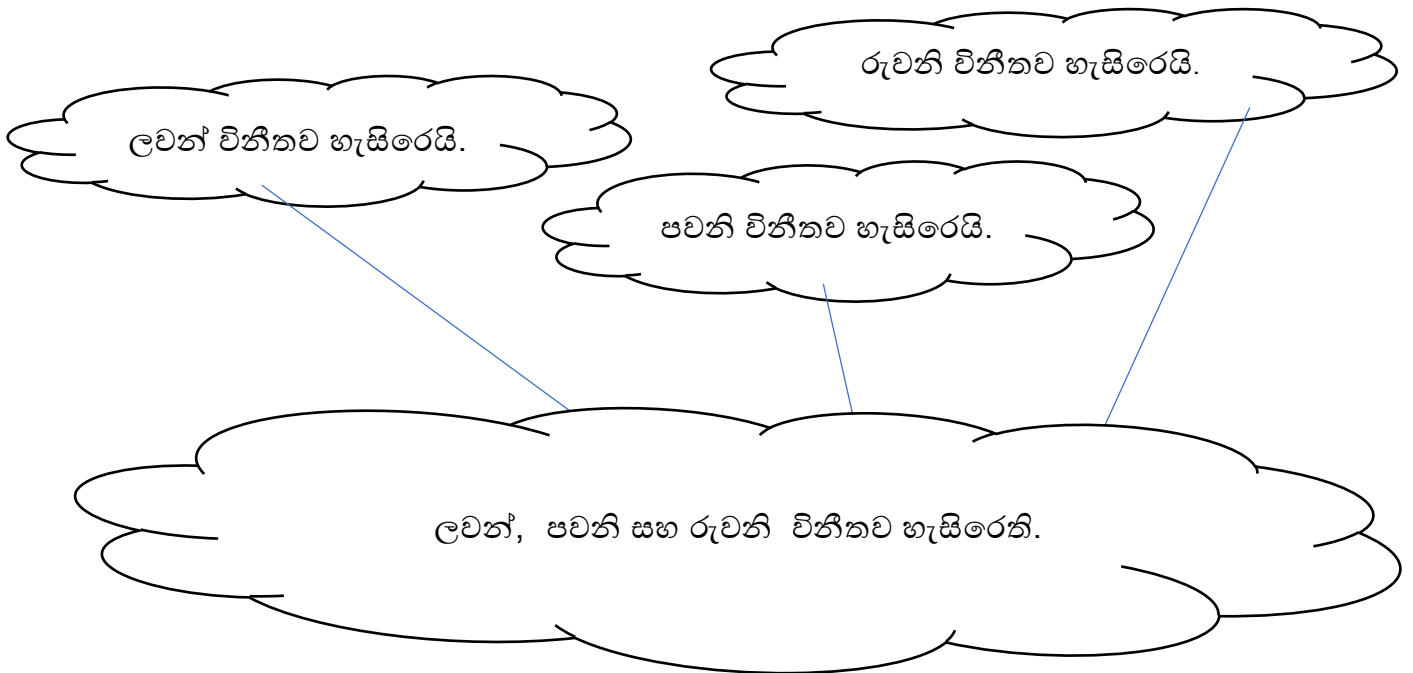 රුවනි විනීතව හැසිරෙයි.
ලවන් විනීතව හැසිරෙයි.
පවනි විනීතව හැසිරෙයි.
ලවන්, පවනි සහ රුවනි විනීතව හැසිරෙති.